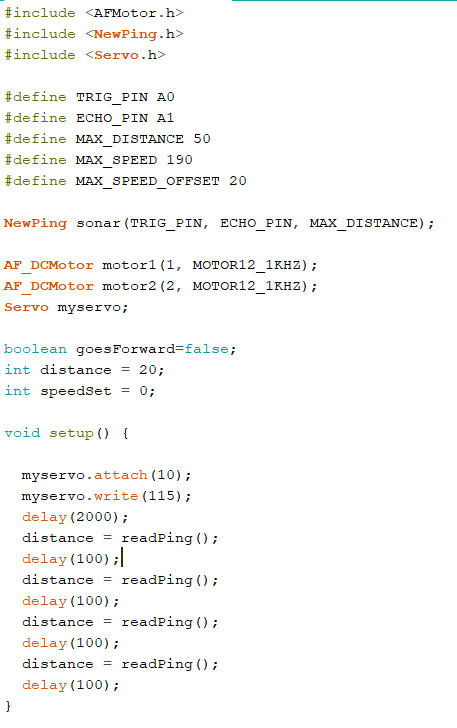 #include <AFMotor.h>
#include <NewPing.h>
#include <Servo.h>

#define TRIG_PIN A0
#define ECHO_PIN A1
#define MAX_DISTANCE 50
#define MAX_SPEED 190
#define MAX_SPEED_OFFSET 20

NewPing sonar(TRIG_PIN, ECHO_PIN, MAX_DISTANCE);

AF_DCMotor motor1(1, MOTOR12_1KHZ);
AF_DCMotor motor2(2, MOTOR12_1KHZ);
Servo myservo;

boolean goesForward=false;
int distance = 20;
int speedSet = 0;

void setup() {

  myservo.attach(10);
  myservo.write(115);
  delay(2000);
  distance = readPing();
  delay(100);
  distance = readPing();
  delay(100);
  distance = readPing();
  delay(100);
  distance = readPing();
  delay(100);
}